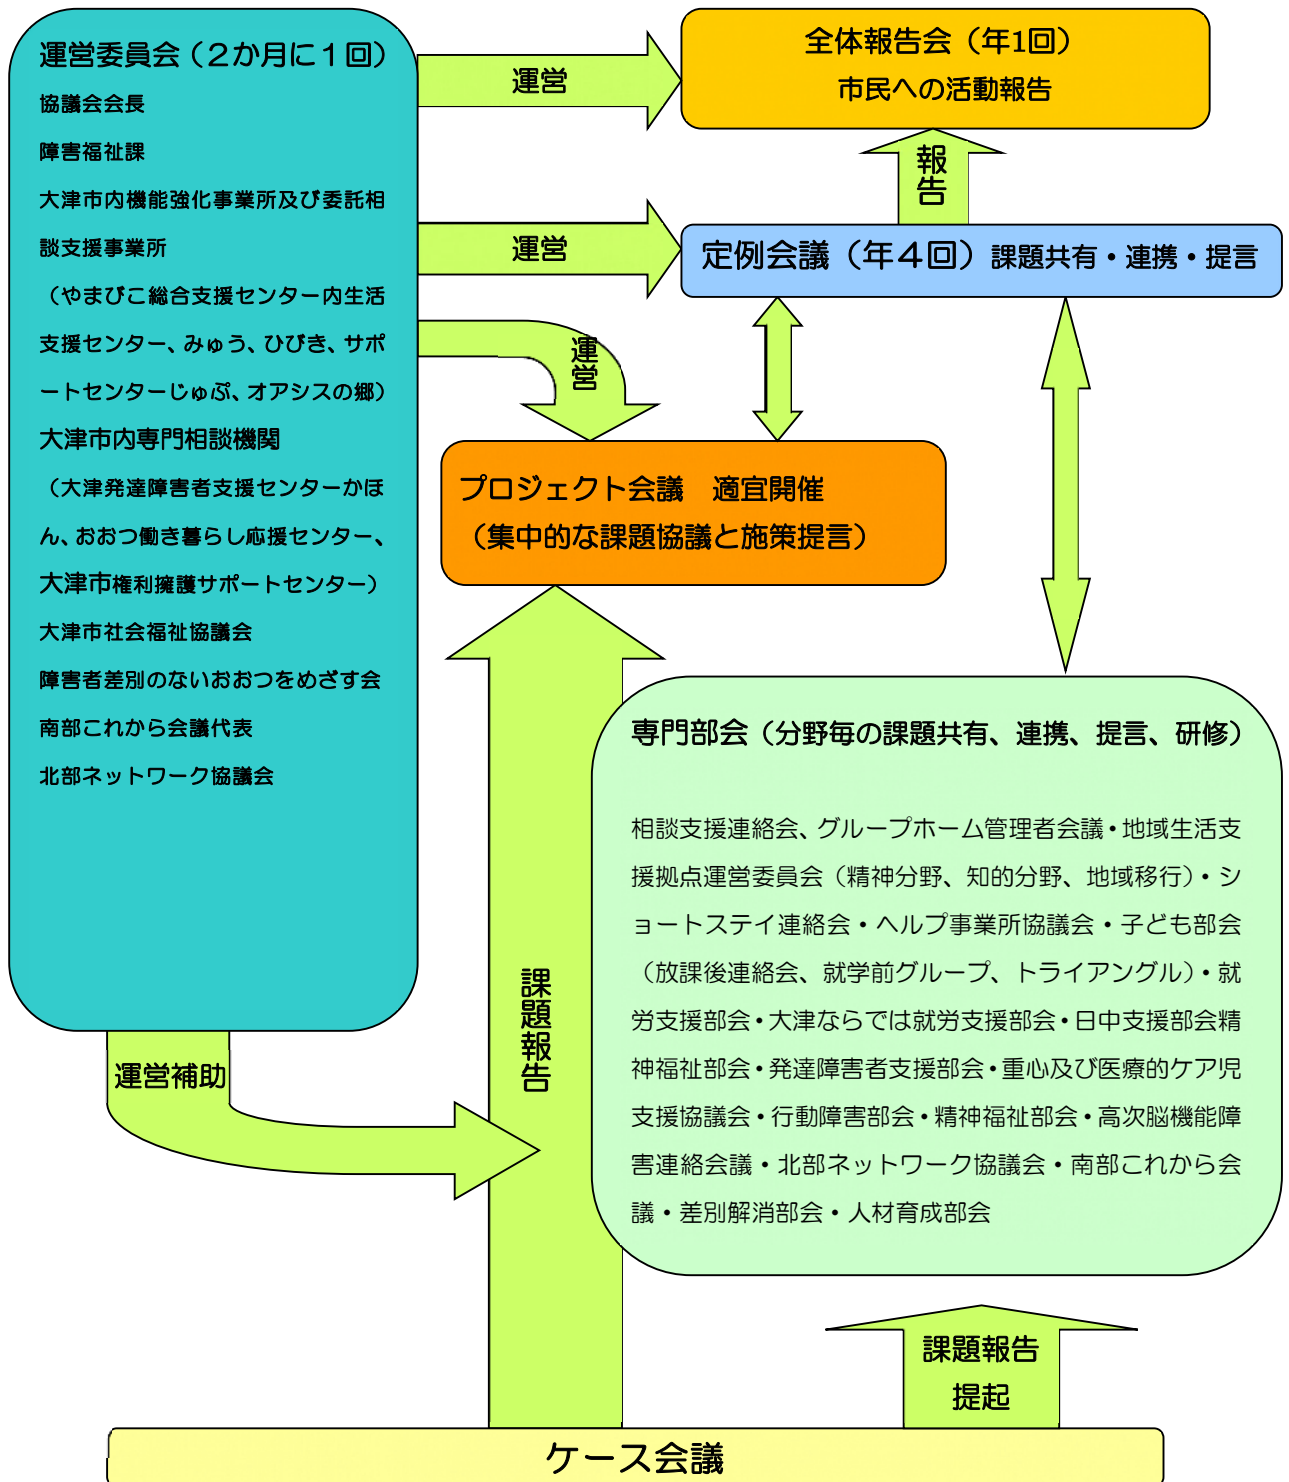 運営委員会（２か月に１回）
協議会会長
障害福祉課
大津市内機能強化事業所及び委託相
談支援事業所
（やまびこ総合支援センター内生活
支援センター、みゅう、ひびき、サポ
ートセンターじゅぷ、オアシスの郷）
大津市内専門相談機関
（大津発達障害者支援センターかほ
ん、おおつ働き暮らし応援センター、
大津市権利擁護サポートセンター）
大津市社会福祉協議会
障害者差別のないおおつをめざす会
南部これから会議代表
北部ネットワーク協議会
運営
全体報告会（年1回）
市民への活動報告
報告
運営
定例会議（年４回）課題共有・連携・提言
運営
プロジェクト会議　適宜開催
（集中的な課題協議と施策提言）
専門部会（分野毎の課題共有、連携、提言、研修）
相談支援連絡会、グループホーム管理者会議・地域生活支
援拠点運営委員会（精神分野、知的分野、地域移行）・シ
ョートステイ連絡会・ヘルプ事業所協議会・子ども部会
（放課後連絡会、就学前グループ、トライアングル）・就
労支援部会・大津ならでは就労支援部会・日中支援部会精
神福祉部会・発達障害者支援部会・重心及び医療的ケア児
支援協議会・行動障害部会・精神福祉部会・高次脳機能障
害連絡会議・北部ネットワーク協議会・南部これから会
議・差別解消部会・人材育成部会
課題報告
運営補助
課題報告
提起
ケース会議